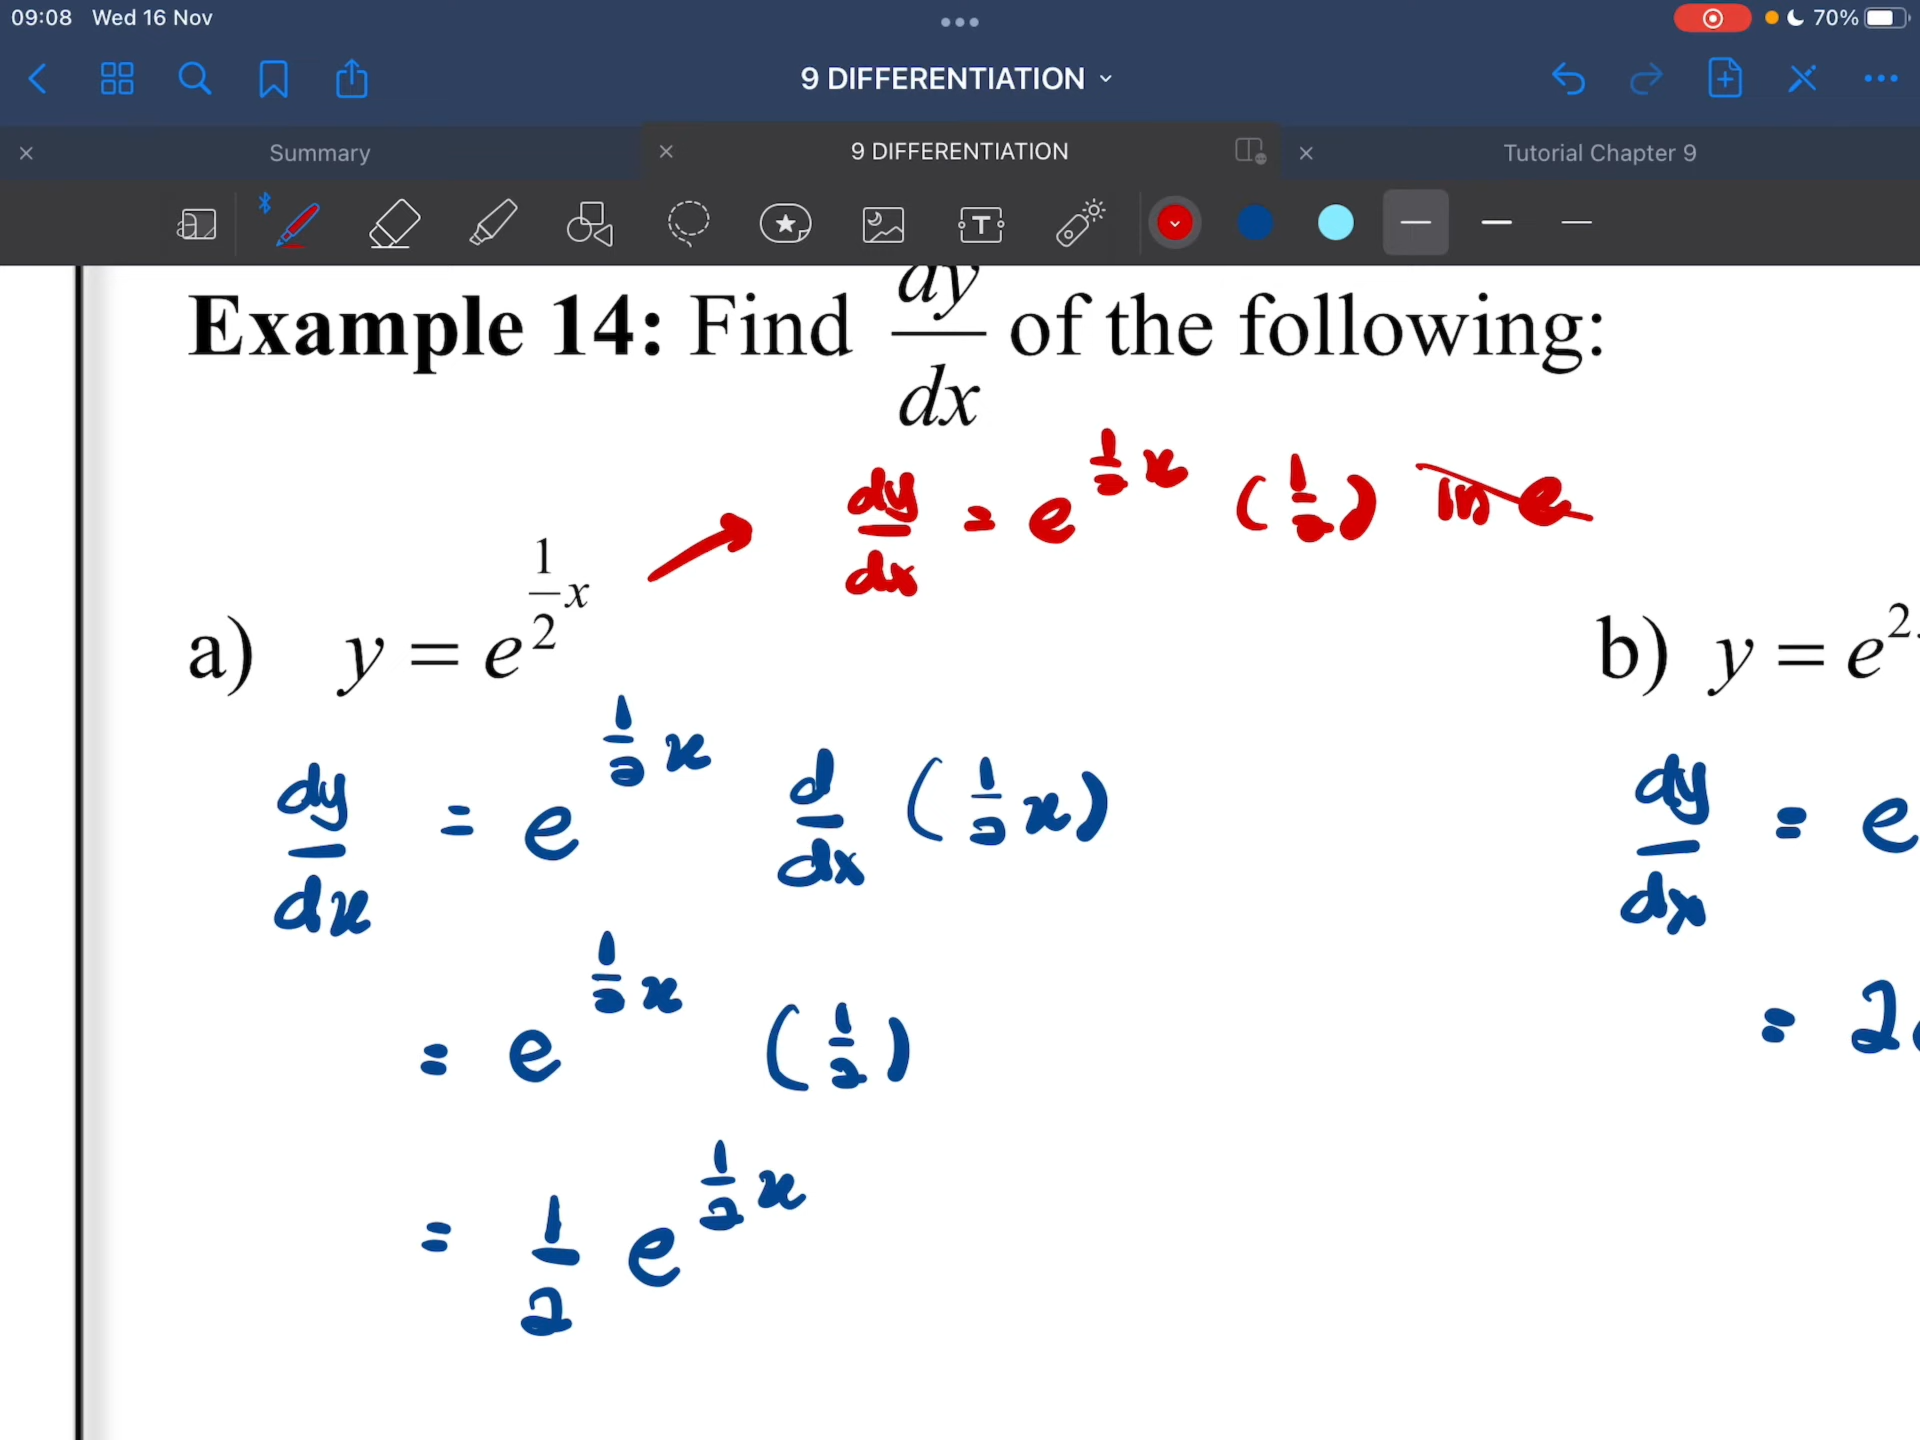 09:08 Wed 16 Nov 70%
9 DIFFERENTIATION
Summary 9 DIFFERENTIATION Tutorial Chapter 9
Example 14: Find dy/dx of the following:
dy/dx = e^(1/2 x) (1/2) ln e
a) y = e^(1/2 x)
dy/dx = e^(1/2 x) d/dx (1/2 x)
= e^(1/2 x) (1/2)
= 1/2 e^(1/2 x)
b) y = e^2
dy/dx = e
= 2